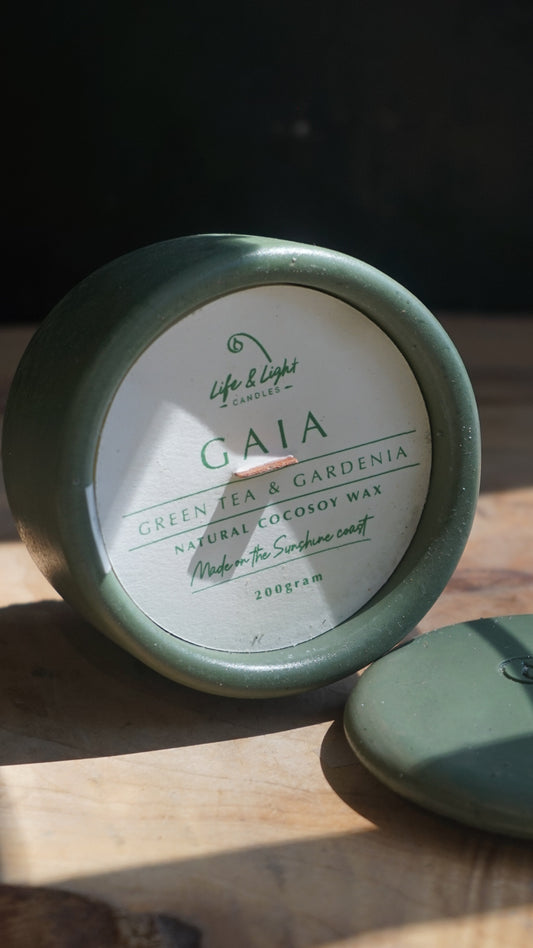 Life & Light
CANDLES
GAIA
GREEN TEA & GARDENIA
NATURAL COCOSOY WAX
Made on the Sunshine coast
200gram